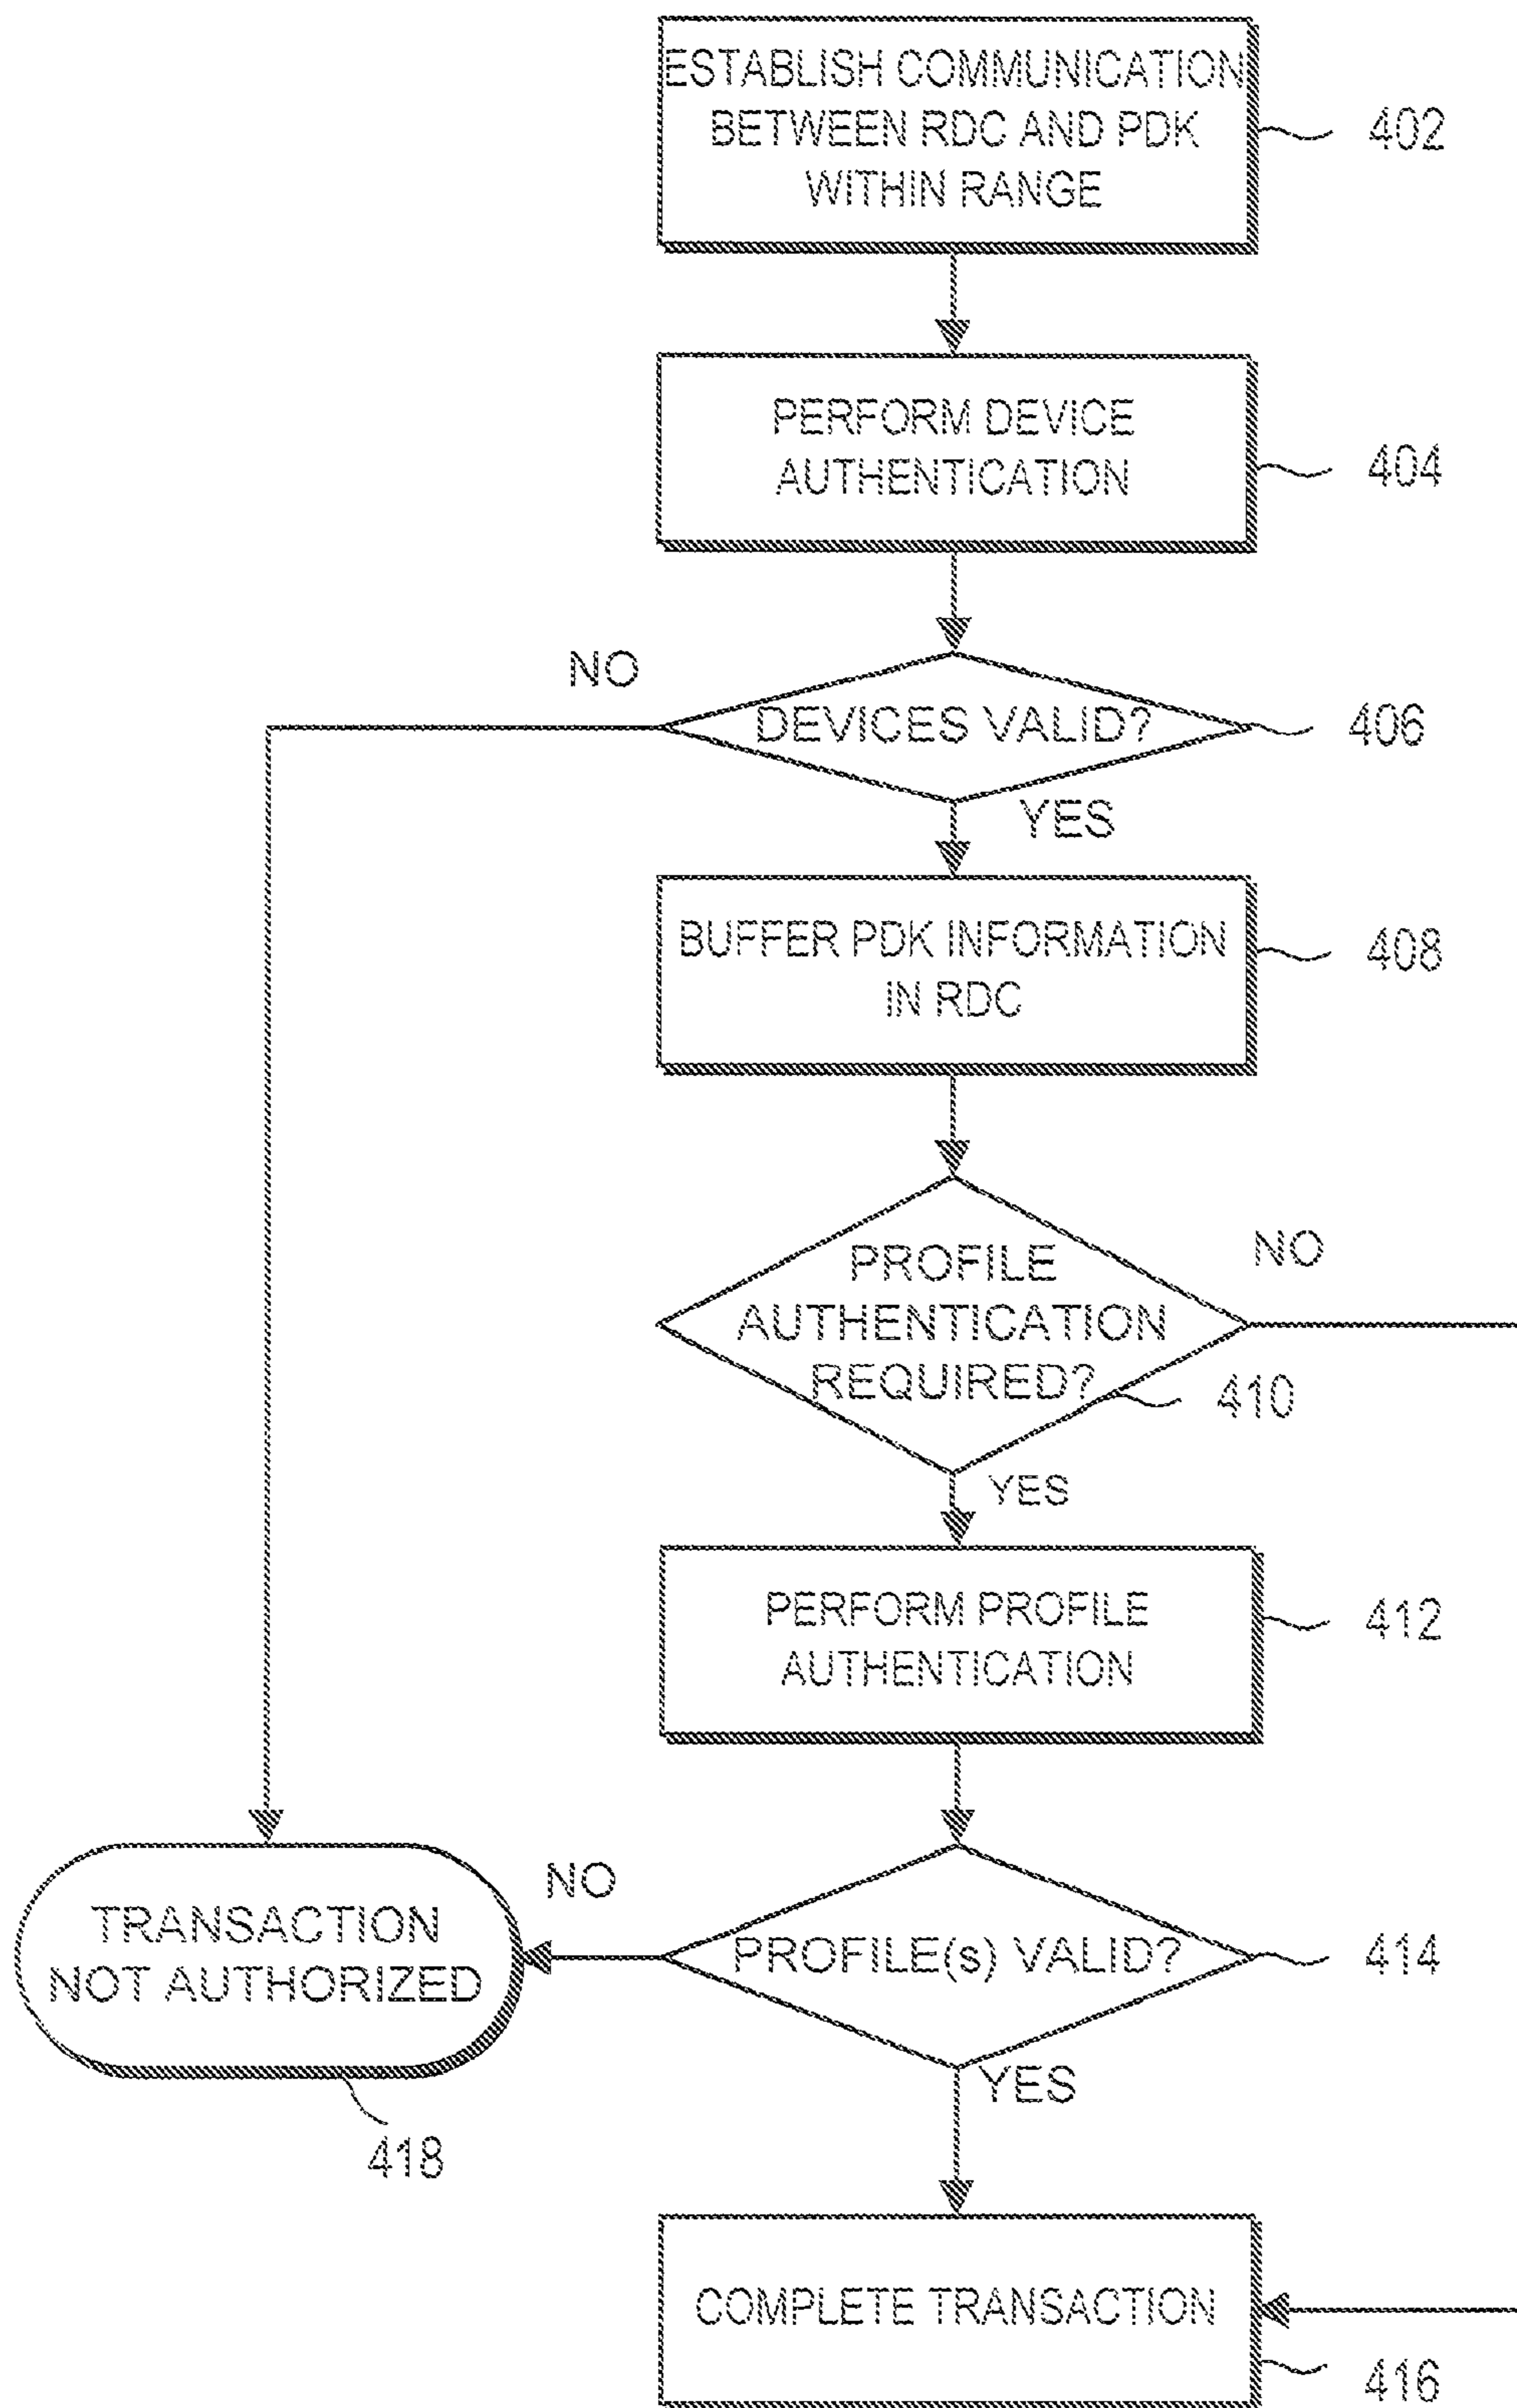 ESTABLISH COMMUNICATION
BETWEEN RDC AND PDK
WITHIN RANGE
402
PERFORM DEVICE
AUTHENTICATION
404
NO
DEVICES VALID?
406
YES
BUFFER PDK INFORMATION
IN RDC
408
PROFILE
AUTHENTICATION
REQUIRED?
NO
410
YES
PERFORM PROFILE
AUTHENTICATION
412
TRANSACTION
NOT AUTHORIZED
NO
PROFILE(s) VALID?
414
YES
418
COMPLETE TRANSACTION
416